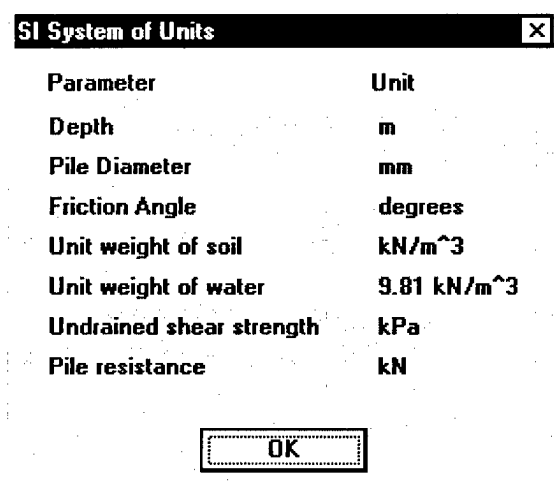 SI System of Units
Parameter Unit
Depth m
Pile Diameter mm
Friction Angle degrees
Unit weight of soil kN/m^3
Unit weight of water 9.81 kN/m^3
Undrained shear strength kPa
Pile resistance kN
OK